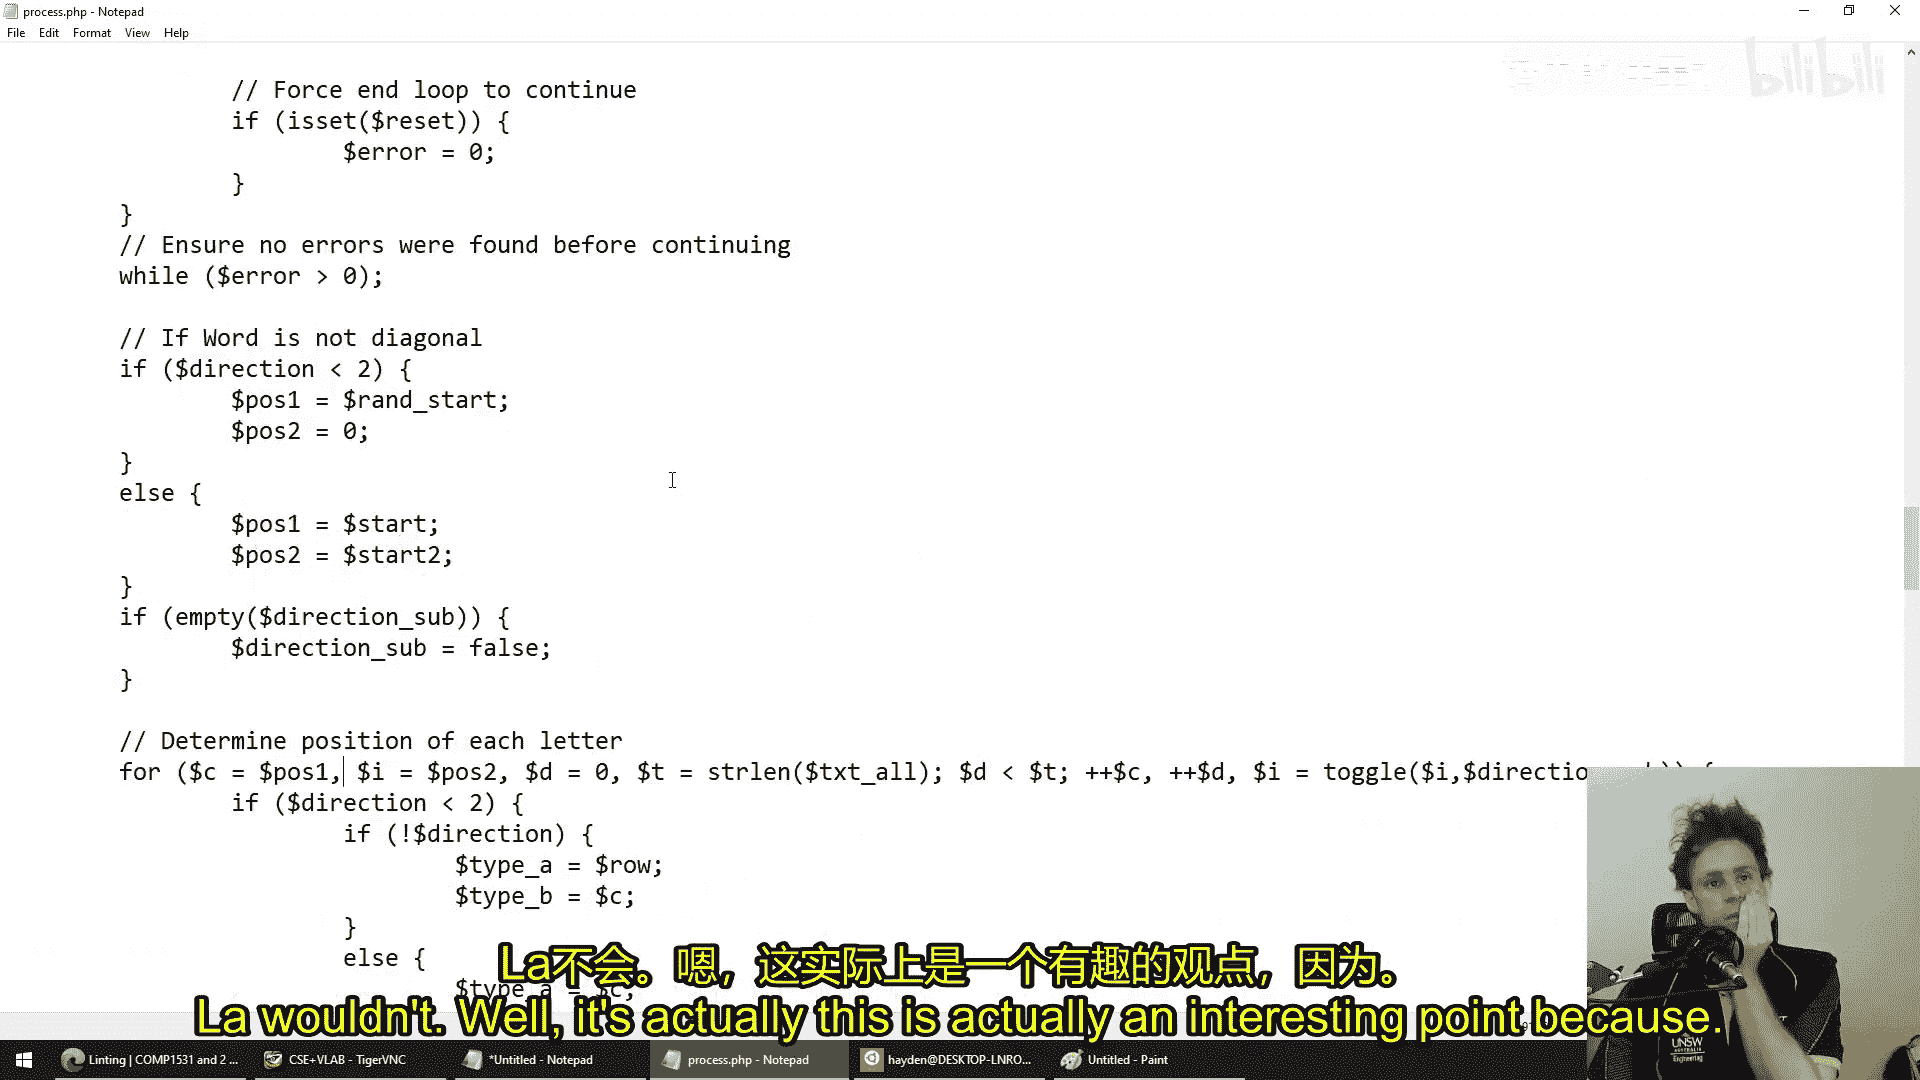 process.php - Notepad
File Edit Format View Help
bilibili
// Force end loop to continue
if (isset($reset)) {
$error = 0;
}
}
// Ensure no errors were found before continuing
while ($error > 0);
// If Word is not diagonal
if ($direction < 2) {
$pos1 = $rand_start;
$pos2 = 0;
}
else {
$pos1 = $start;
$pos2 = $start2;
}
if (empty($direction_sub)) {
$direction_sub = false;
}
// Determine position of each letter
for ($c = $pos1, $i = $pos2, $d = 0, $t = strlen($txt_all); $d < $t; ++$c, ++$d, $i = toggle($i,$directio
if ($direction < 2) {
if (!$direction) {
$type_a = $row;
$type_b = $c;
}
else {
$type_a = $c;
La不会。嗯，这实际上是一个有趣的观点，因为。
La wouldn't. Well, it's actually this is actually an interesting point because.
UNSW
Engineering
Linting | COMP1531 and 2 ... CSE+VLAB - TigerVNC *Untitled - Notepad process.php - Notepad hayden@DESKTOP-LNRO... Untitled - Paint